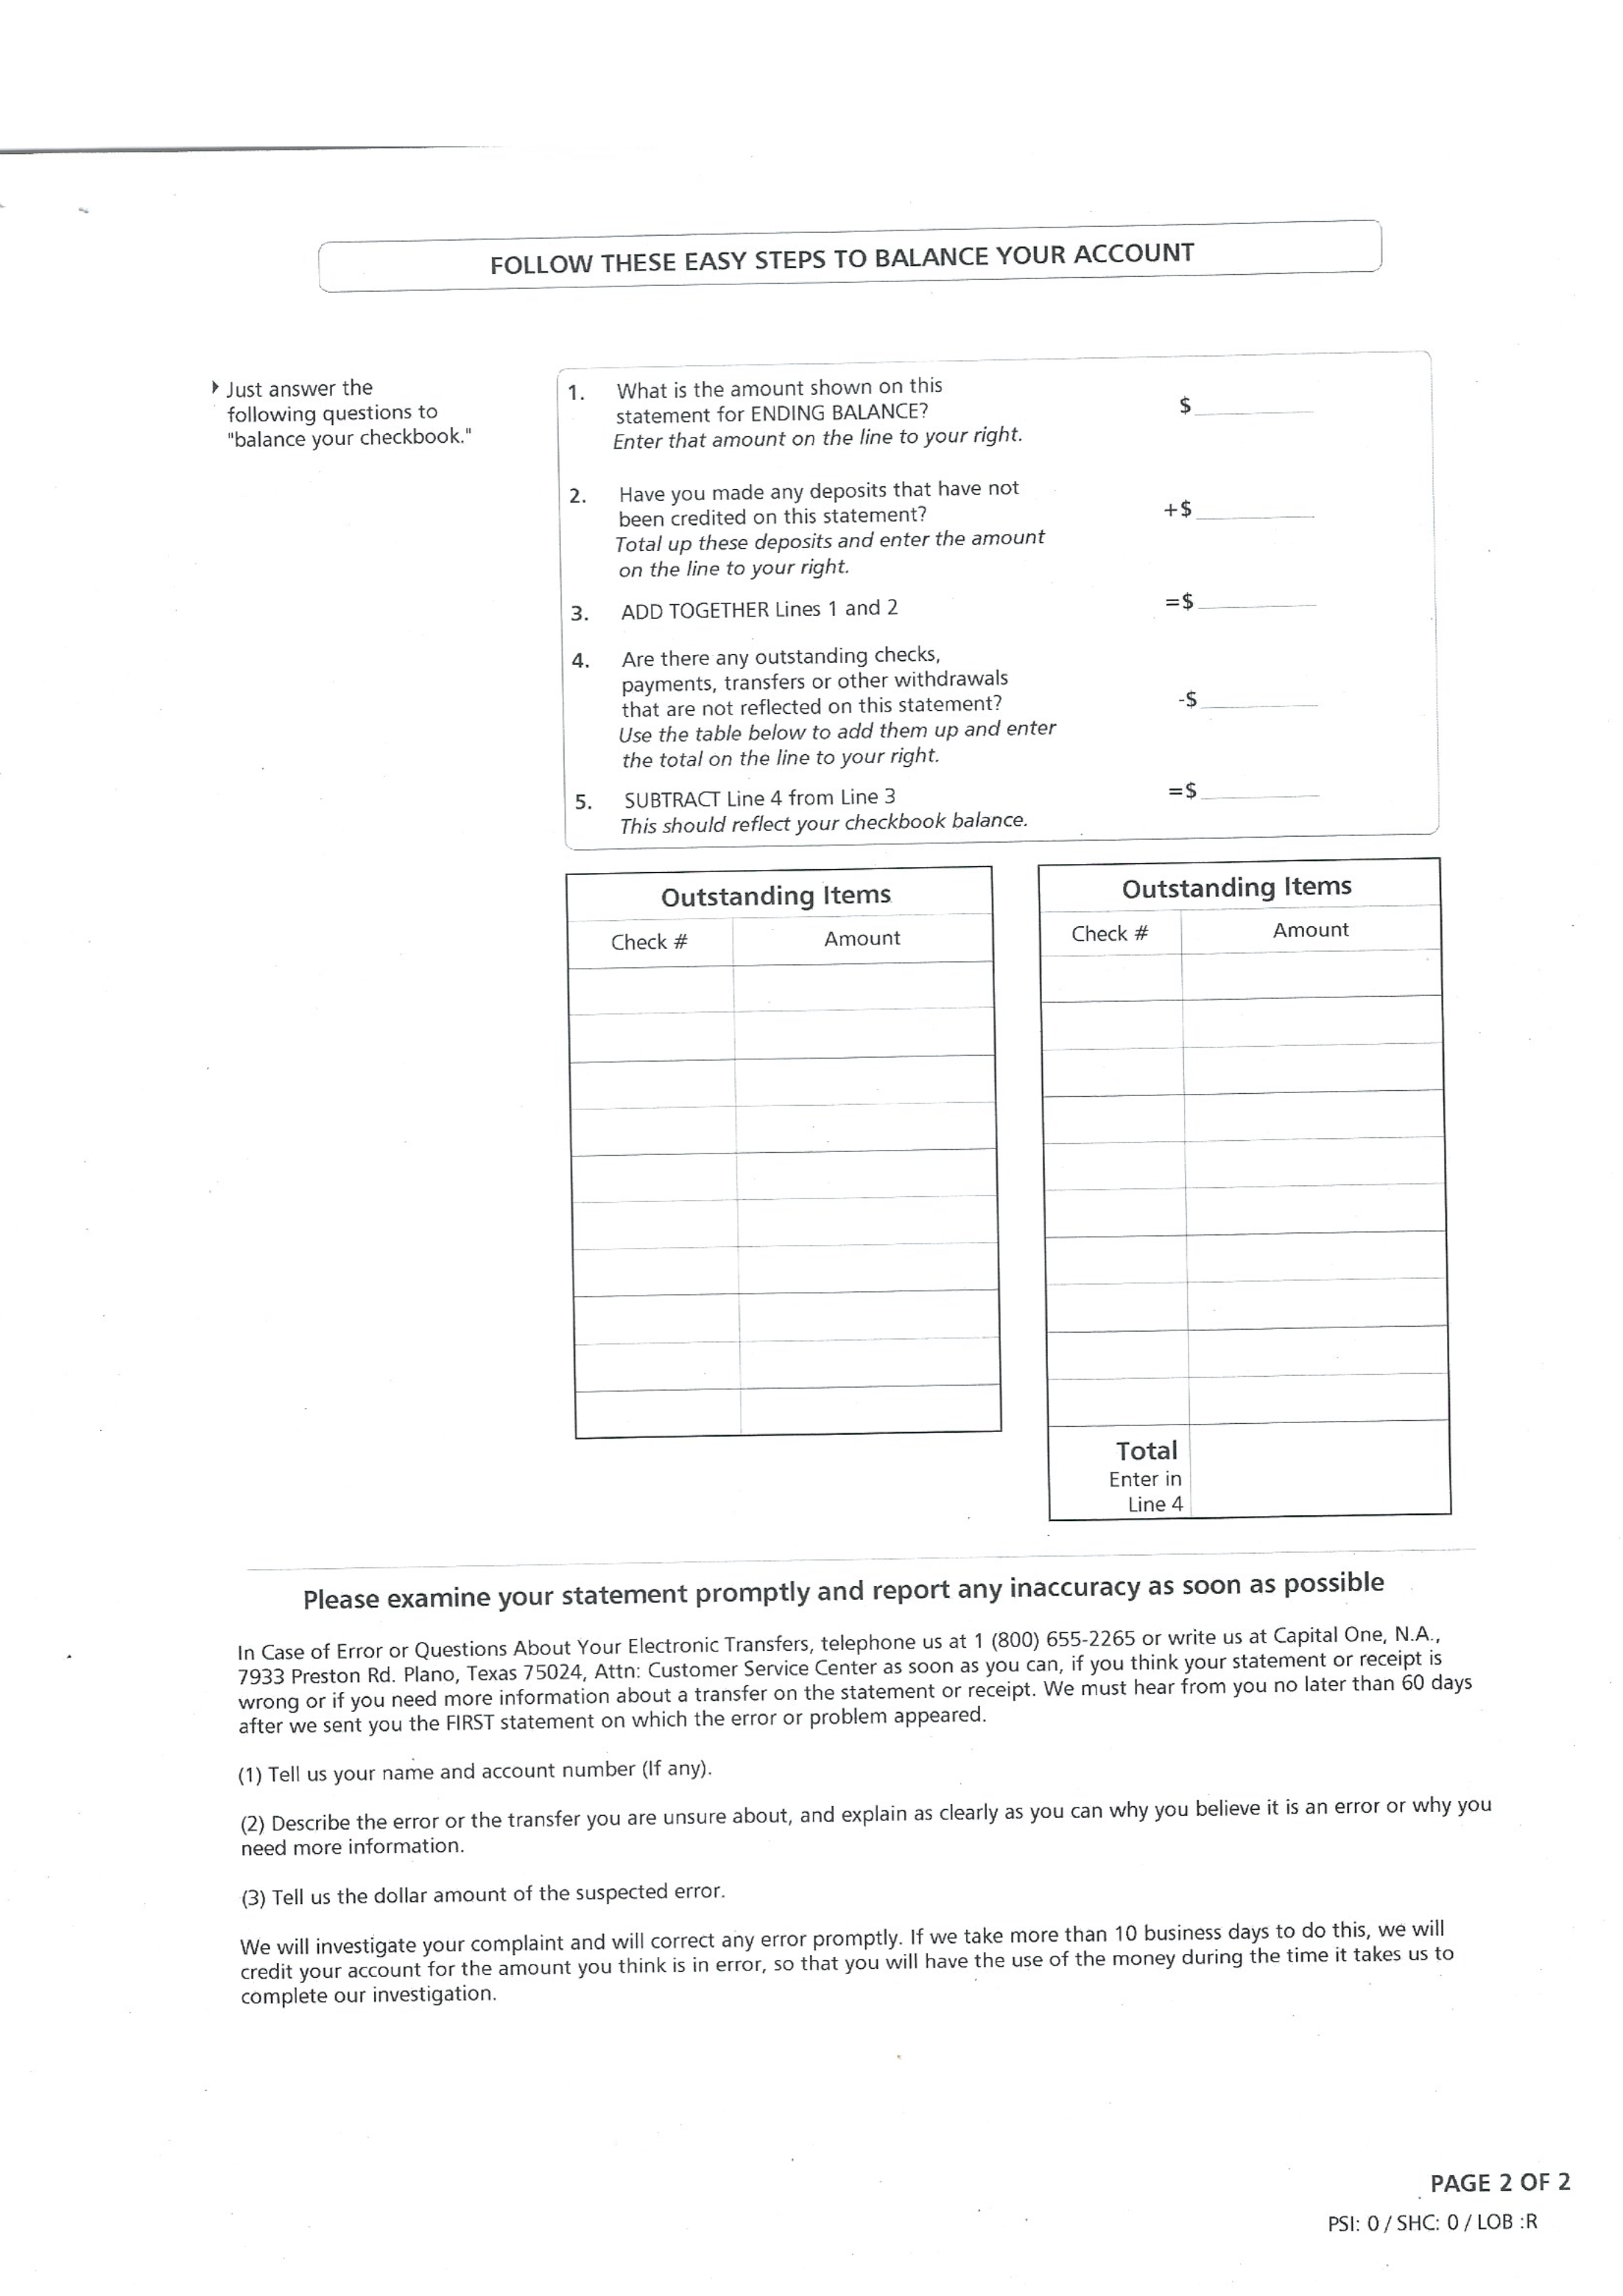 FOLLOW THESE EASY STEPS TO BALANCE YOUR ACCOUNT
Just answer the
following questions to
"balance your checkbook."
1. What is the amount shown on this
statement for ENDING BALANCE?
Enter that amount on the line to your right.
$
2. Have you made any deposits that have not
been credited on this statement?
Total up these deposits and enter the amount
on the line to your right.
+$
3. ADD TOGETHER Lines 1 and 2
=$
4. Are there any outstanding checks,
payments, transfers or other withdrawals
that are not reflected on this statement?
Use the table below to add them up and enter
the total on the line to your right.
-$
5. SUBTRACT Line 4 from Line 3
This should reflect your checkbook balance.
=$
Outstanding Items
Check # Amount
Outstanding Items
Check # Amount
Total
Enter in
Line 4
Please examine your statement promptly and report any inaccuracy as soon as possible
In Case of Error or Questions About Your Electronic Transfers, telephone us at 1 (800) 655-2265 or write us at Capital One, N.A.,
7933 Preston Rd. Plano, Texas 75024, Attn: Customer Service Center as soon as you can, if you think your statement or receipt is
wrong or if you need more information about a transfer on the statement or receipt. We must hear from you no later than 60 days
after we sent you the FIRST statement on which the error or problem appeared.
(1) Tell us your name and account number (If any).
(2) Describe the error or the transfer you are unsure about, and explain as clearly as you can why you believe it is an error or why you
need more information.
(3) Tell us the dollar amount of the suspected error.
We will investigate your complaint and will correct any error promptly. If we take more than 10 business days to do this, we will
credit your account for the amount you think is in error, so that you will have the use of the money during the time it takes us to
complete our investigation.
PAGE 2 OF 2
PSI: 0 / SHC: 0 / LOB :R